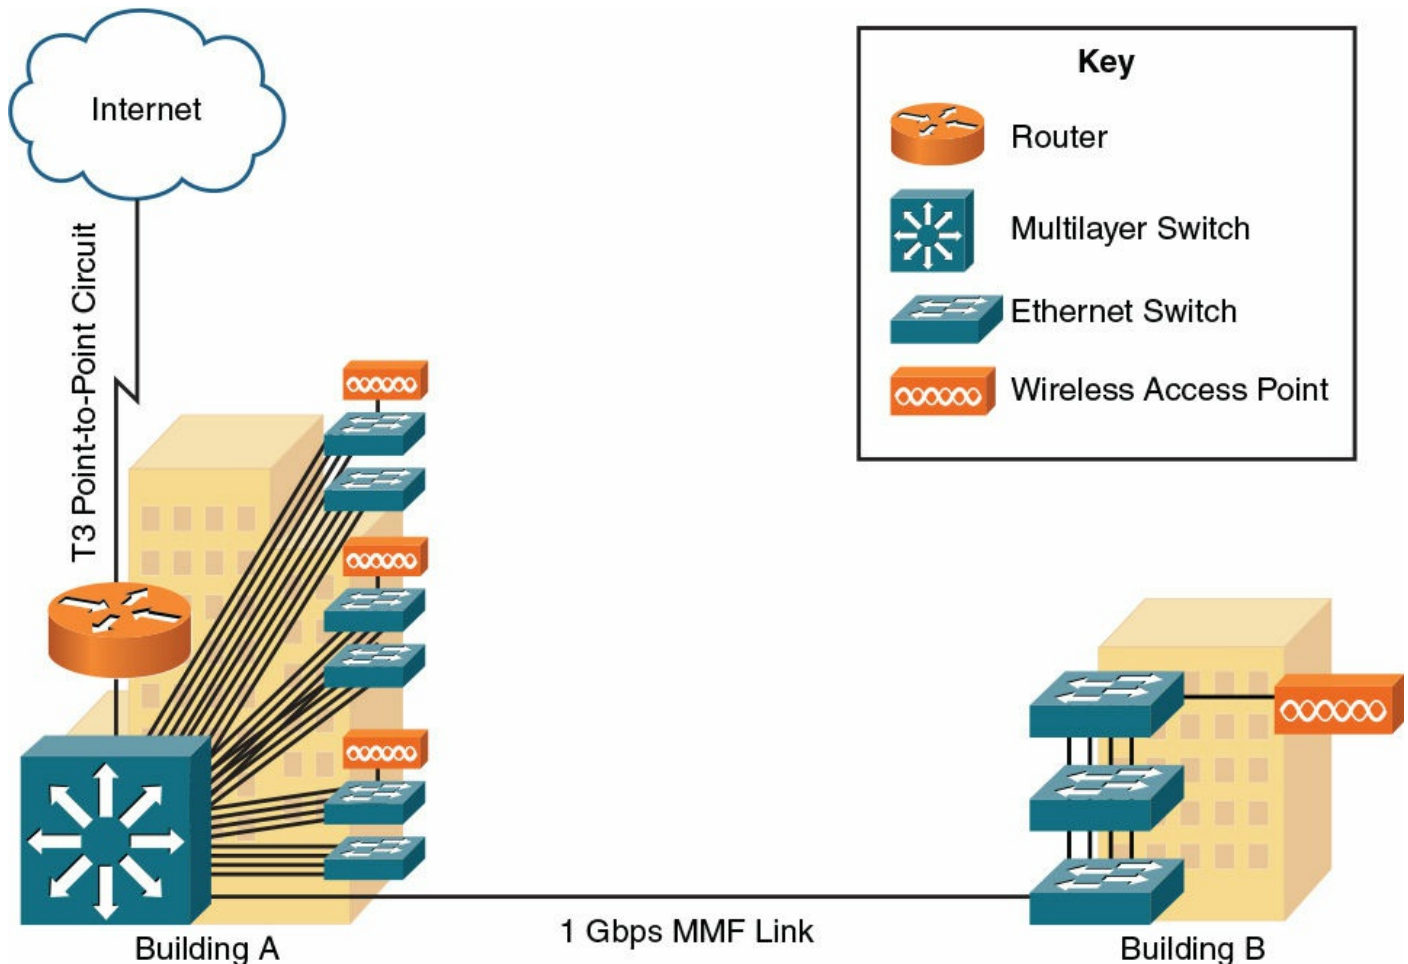 Internet
T3 Point-to-Point Circuit
Key
Router
Multilayer Switch
Ethernet Switch
Wireless Access Point
1 Gbps MMF Link
Building A
Building B